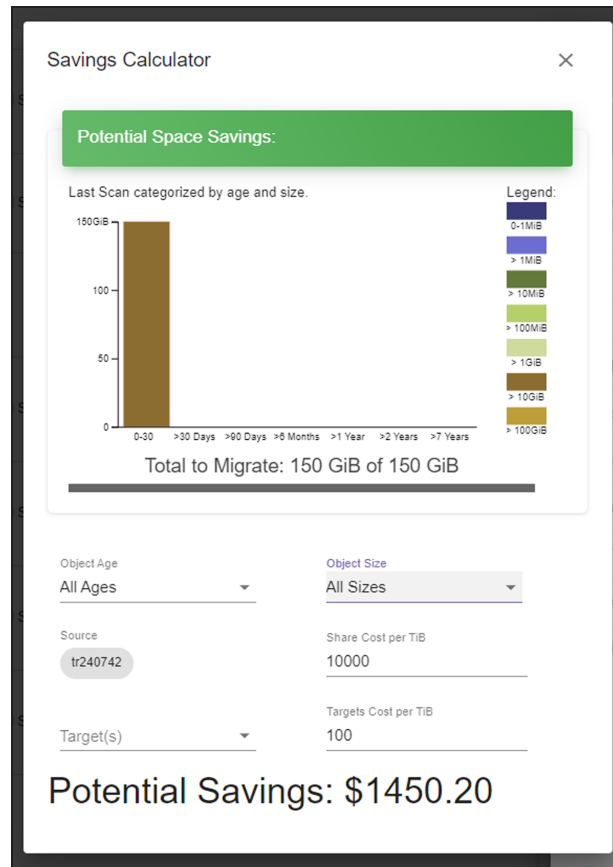 Savings Calculator
Potential Space Savings:
Last Scan categorized by age and size.
Legend:
0-1MiB
> 1MiB
> 10MiB
> 100MiB
> 1GiB
> 10GiB
> 100GiB
150GiB
100
50
0
0-30 >30 Days >90 Days >6 Months >1 Year >2 Years >7 Years
Total to Migrate: 150 GiB of 150 GiB
Object Age
All Ages
Object Size
All Sizes
Source
tr240742
Share Cost per TiB
10000
Target(s)
Targets Cost per TiB
100
Potential Savings: $1450.20